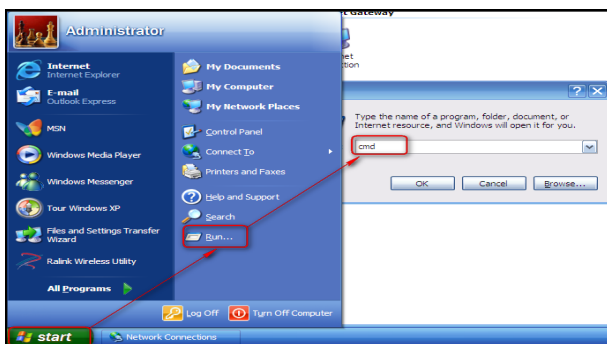 Administrator
Internet
Internet Explorer
E-mail
Outlook Express
MSN
Windows Media Player
Windows Messenger
Tour Windows XP
Files and Settings Transfer
Wizard
Ralink Wireless Utility
All Programs
My Documents
My Computer
My Network Places
Control Panel
Connect To
Printers and Faxes
Help and Support
Search
Run...
Log Off
Turn Off Computer
start
Network Connections
Gateway
Type the name of a program, folder, document, or
Internet resource, and Windows will open it for you.
cmd
OK
Cancel
Browse...